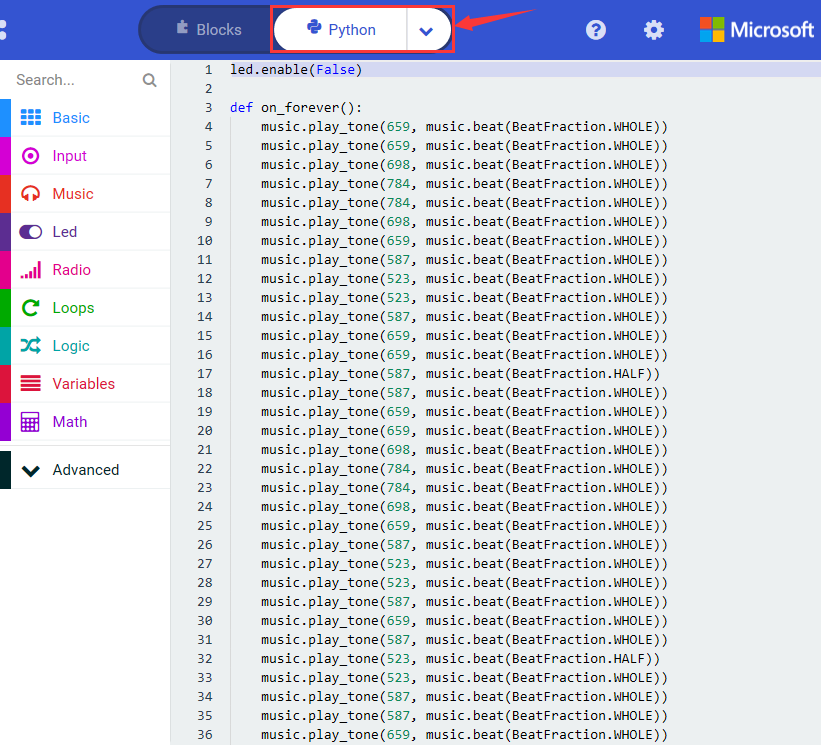 Blocks
Python
?
Microsoft
Search...
Basic
Input
Music
Led
Radio
Loops
Logic
Variables
Math
Advanced
1 led.enable(False)
2
3 def on_forever():
4 music.play_tone(659, music.beat(BeatFraction.WHOLE))
5 music.play_tone(659, music.beat(BeatFraction.WHOLE))
6 music.play_tone(698, music.beat(BeatFraction.WHOLE))
7 music.play_tone(784, music.beat(BeatFraction.WHOLE))
8 music.play_tone(784, music.beat(BeatFraction.WHOLE))
9 music.play_tone(698, music.beat(BeatFraction.WHOLE))
10 music.play_tone(659, music.beat(BeatFraction.WHOLE))
11 music.play_tone(587, music.beat(BeatFraction.WHOLE))
12 music.play_tone(523, music.beat(BeatFraction.WHOLE))
13 music.play_tone(523, music.beat(BeatFraction.WHOLE))
14 music.play_tone(587, music.beat(BeatFraction.WHOLE))
15 music.play_tone(659, music.beat(BeatFraction.WHOLE))
16 music.play_tone(659, music.beat(BeatFraction.WHOLE))
17 music.play_tone(587, music.beat(BeatFraction.HALF))
18 music.play_tone(587, music.beat(BeatFraction.WHOLE))
19 music.play_tone(659, music.beat(BeatFraction.WHOLE))
20 music.play_tone(659, music.beat(BeatFraction.WHOLE))
21 music.play_tone(698, music.beat(BeatFraction.WHOLE))
22 music.play_tone(784, music.beat(BeatFraction.WHOLE))
23 music.play_tone(784, music.beat(BeatFraction.WHOLE))
24 music.play_tone(698, music.beat(BeatFraction.WHOLE))
25 music.play_tone(659, music.beat(BeatFraction.WHOLE))
26 music.play_tone(587, music.beat(BeatFraction.WHOLE))
27 music.play_tone(523, music.beat(BeatFraction.WHOLE))
28 music.play_tone(523, music.beat(BeatFraction.WHOLE))
29 music.play_tone(587, music.beat(BeatFraction.WHOLE))
30 music.play_tone(659, music.beat(BeatFraction.WHOLE))
31 music.play_tone(587, music.beat(BeatFraction.WHOLE))
32 music.play_tone(523, music.beat(BeatFraction.HALF))
33 music.play_tone(523, music.beat(BeatFraction.WHOLE))
34 music.play_tone(587, music.beat(BeatFraction.WHOLE))
35 music.play_tone(587, music.beat(BeatFraction.WHOLE))
36 music.play_tone(659, music.beat(BeatFraction.WHOLE))